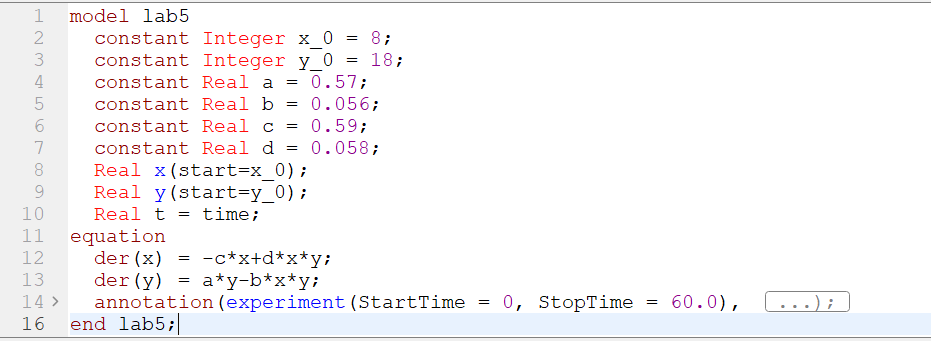 1 model lab5
2   constant Integer x_0 = 8;
3   constant Integer y_0 = 18;
4   constant Real a = 0.57;
5   constant Real b = 0.056;
6   constant Real c = 0.59;
7   constant Real d = 0.058;
8   Real x(start=x_0);
9   Real y(start=y_0);
10   Real t = time;
11 equation
12   der(x) = -c*x+d*x*y;
13   der(y) = a*y-b*x*y;
14 >   annotation(experiment(StartTime = 0, StopTime = 60.0), ...);
16 end lab5;